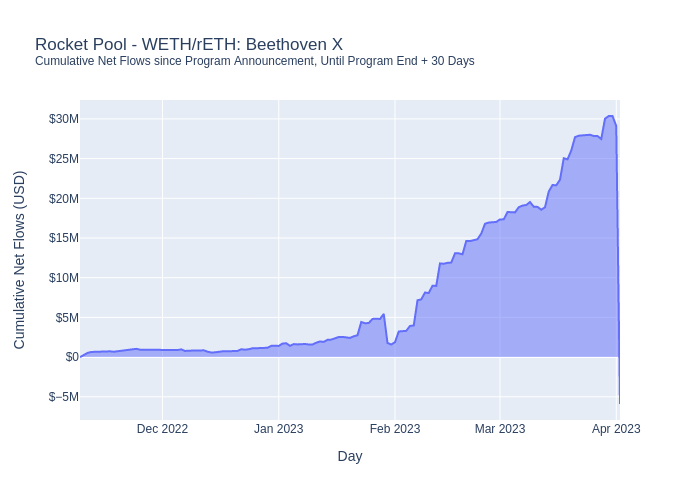 Rocket Pool - WETH/rETH: Beethoven X
Cumulative Net Flows since Program Announcement, Until Program End + 30 Days
Cumulative Net Flows (USD)
$30M
$25M
$20M
$15M
$10M
$5M
$0
$−5M
Dec 2022
Jan 2023
Feb 2023
Mar 2023
Apr 2023
Day